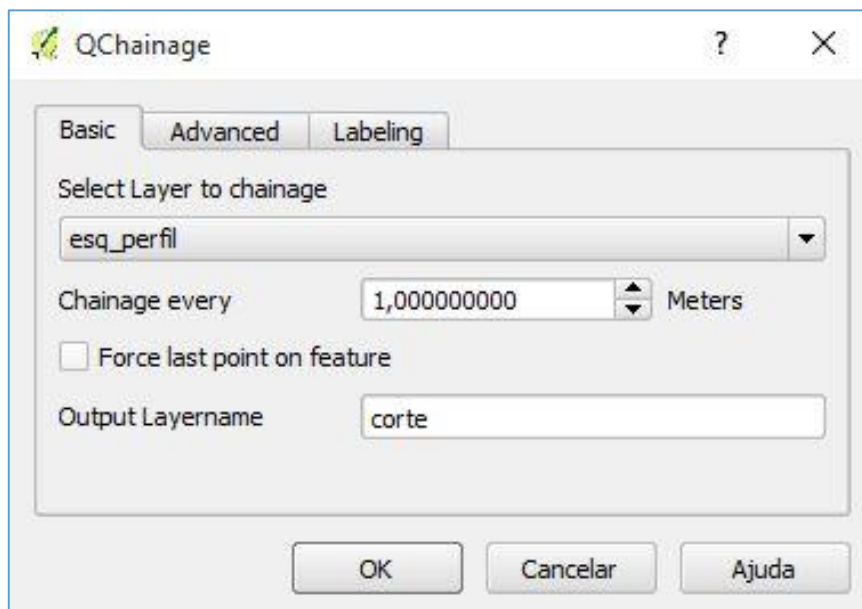 QChainage ?
Basic Advanced Labeling
Select Layer to chainage
esq_perfil
Chainage every 1,000000000 Meters
Force last point on feature
Output Layername corte
OK Cancelar Ajuda